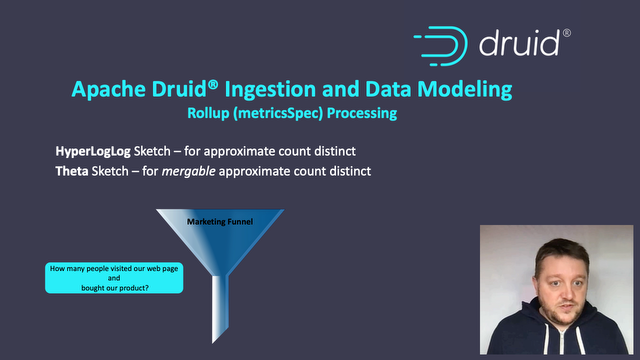 druid®
Apache Druid® Ingestion and Data Modeling
Rollup (metricsSpec) Processing
HyperLogLog Sketch – for approximate count distinct
Theta Sketch – for mergable approximate count distinct
Marketing Funnel
How many people visited our web page
and
bought our product?